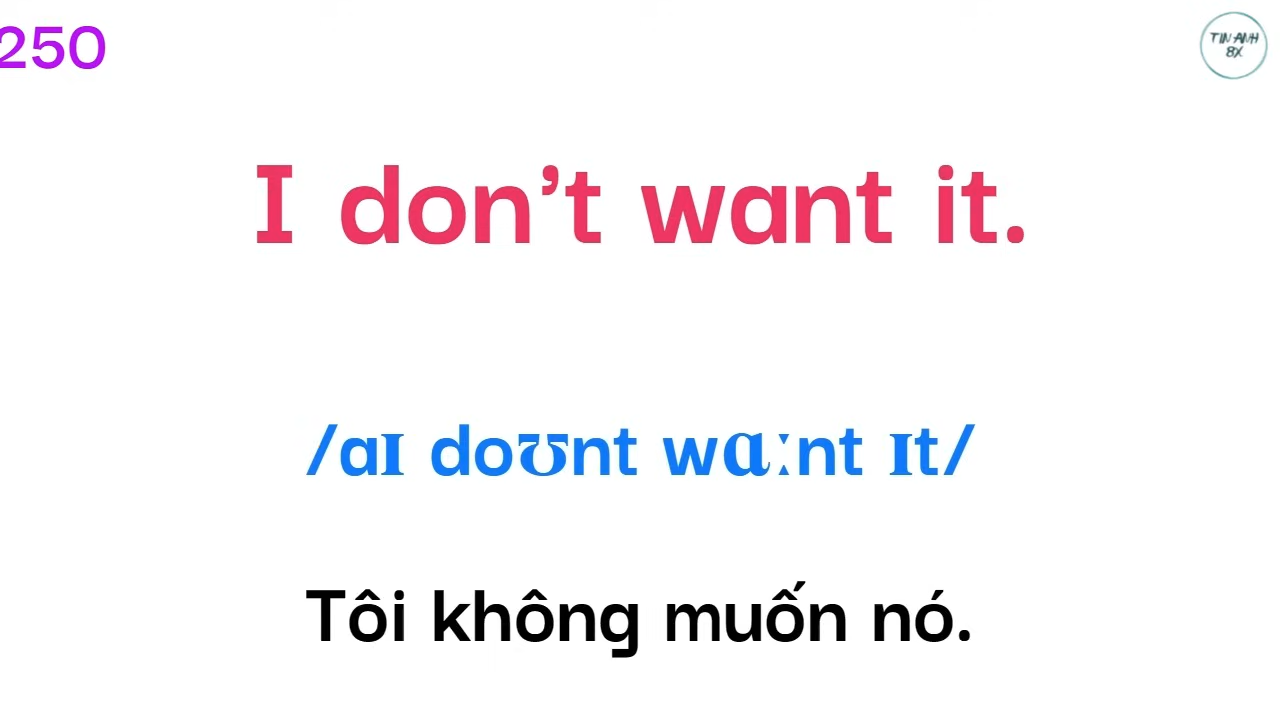 250
TIN ANH
8X
I don’t want it.
/aɪ doʊnt wɑːnt ɪt/
Tôi không muốn nó.